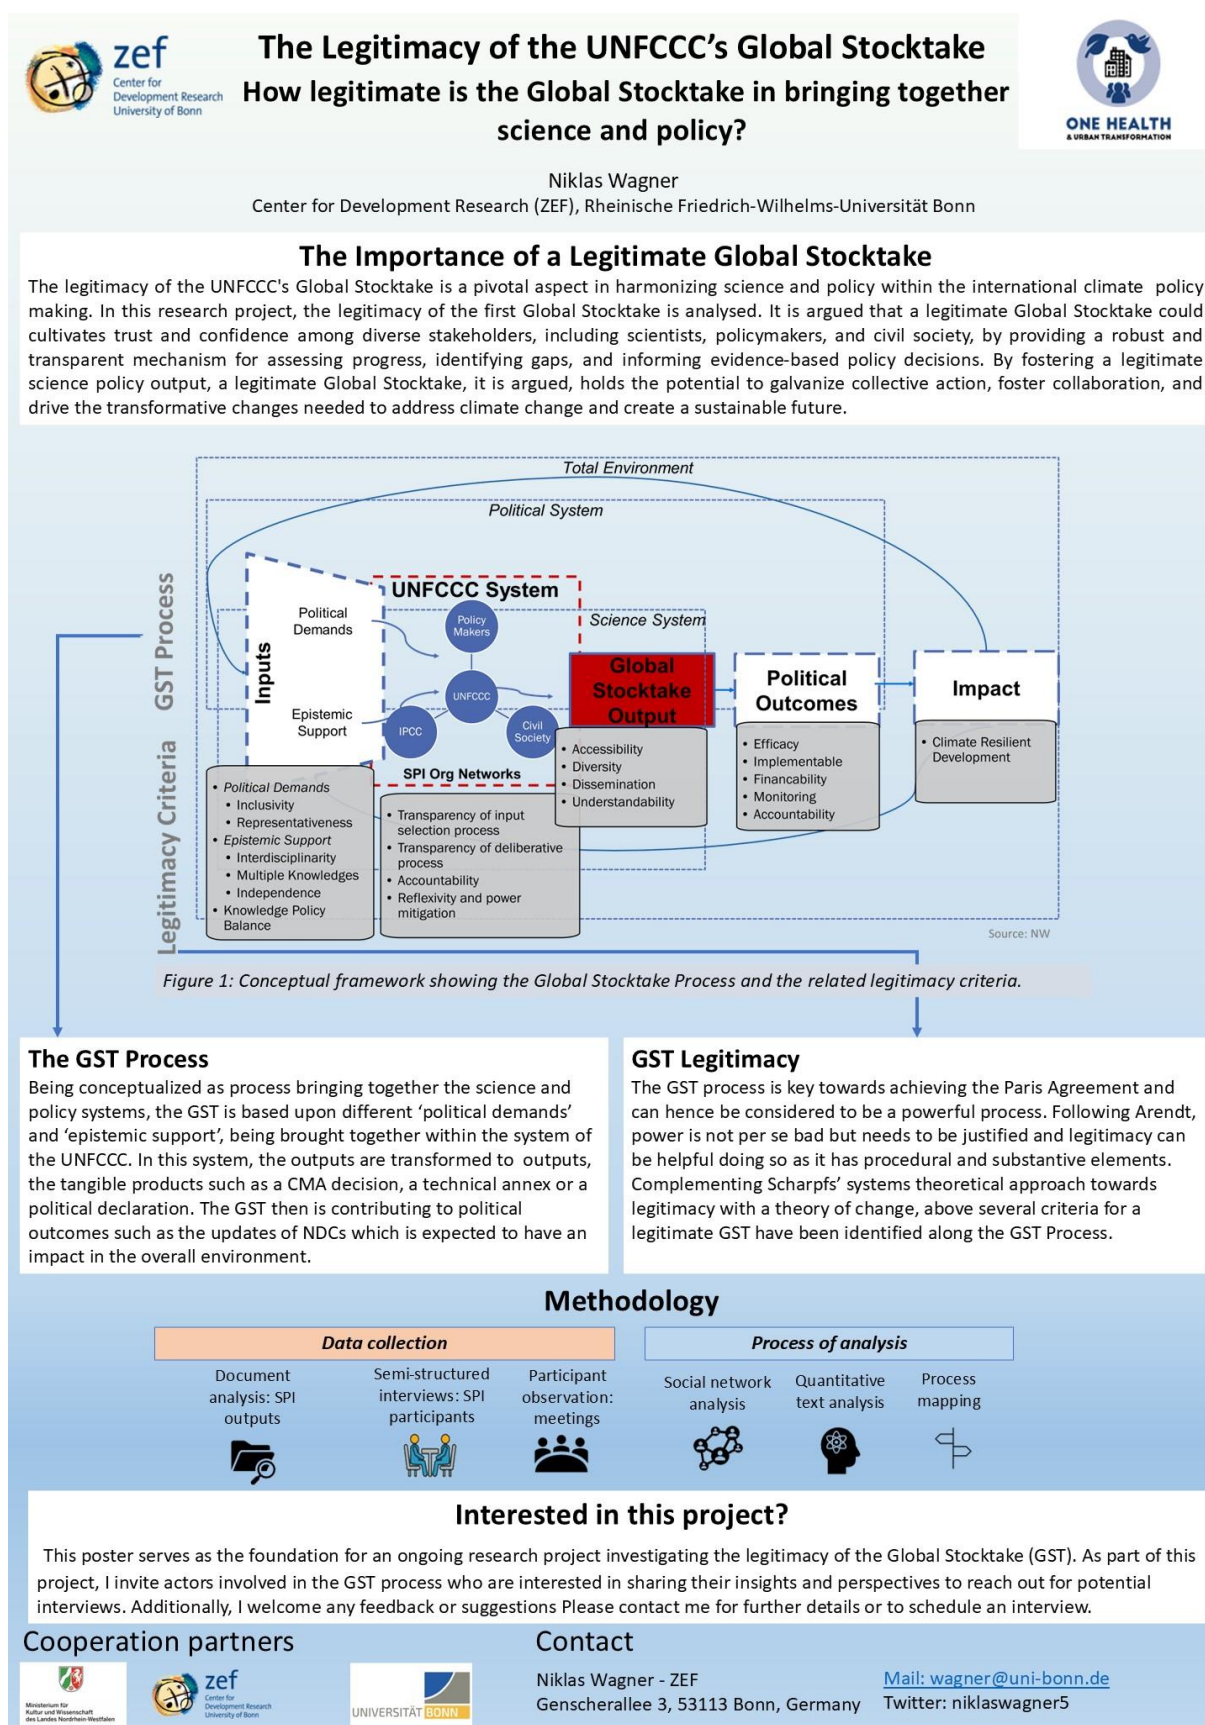 zef
Center for
Development Research
University of Bonn
The Legitimacy of the UNFCCC's Global Stocktake
How legitimate is the Global Stocktake in bringing together
science and policy?
ONE HEALTH
& URBAN TRANSFORMATION
Niklas Wagner
Center for Development Research (ZEF), Rheinische Friedrich-Wilhelms-Universität Bonn
The Importance of a Legitimate Global Stocktake
The legitimacy of the UNFCCC's Global Stocktake is a pivotal aspect in harmonizing science and policy within the international climate policy
making. In this research project, the legitimacy of the first Global Stocktake is analysed. It is argued that a legitimate Global Stocktake could
cultivates trust and confidence among diverse stakeholders, including scientists, policymakers, and civil society, by providing a robust and
transparent mechanism for assessing progress, identifying gaps, and informing evidence-based policy decisions. By fostering a legitimate
science policy output, a legitimate Global Stocktake, it is argued, holds the potential to galvanize collective action, foster collaboration, and
drive the transformative changes needed to address climate change and create a sustainable future.
Total Environment
Political System
GST Process
Legitimacy Criteria
Inputs
Political
Demands
Epistemic
Support
UNFCCC System
Policy
Makers
UNFCCC
IPCC
Civil
Society
SPI Org Networks
Science System
Global
Stocktake
Output
Political
Outcomes
Impact
• Political Demands
• Inclusivity
• Representativeness
• Epistemic Support
• Interdisciplinarity
• Multiple Knowledges
• Independence
• Knowledge Policy
Balance
• Transparency of input
selection process
• Transparency of deliberative
process
• Accountability
• Reflexivity and power
mitigation
• Accessibility
• Diversity
• Dissemination
• Understandability
• Efficacy
• Implementable
• Financability
• Monitoring
• Accountability
• Climate Resilient
Development
Source: NW
Figure 1: Conceptual framework showing the Global Stocktake Process and the related legitimacy criteria.
The GST Process
Being conceptualized as process bringing together the science and
policy systems, the GST is based upon different 'political demands'
and 'epistemic support', being brought together within the system of
the UNFCCC. In this system, the outputs are transformed to outputs,
the tangible products such as a CMA decision, a technical annex or a
political declaration. The GST then is contributing to political
outcomes such as the updates of NDCs which is expected to have an
impact in the overall environment.
GST Legitimacy
The GST process is key towards achieving the Paris Agreement and
can hence be considered to be a powerful process. Following Arendt,
power is not per se bad but needs to be justified and legitimacy can
be helpful doing so as it has procedural and substantive elements.
Complementing Scharpfs' systems theoretical approach towards
legitimacy with a theory of change, above several criteria for a
legitimate GST have been identified along the GST Process.
Methodology
Data collection
Document
analysis: SPI
outputs
Semi-structured
interviews: SPI
participants
Participant
observation:
meetings
Process of analysis
Social network
analysis
Quantitative
text analysis
Process
mapping
Interested in this project?
This poster serves as the foundation for an ongoing research project investigating the legitimacy of the Global Stocktake (GST). As part of this
project, I invite actors involved in the GST process who are interested in sharing their insights and perspectives to reach out for potential
interviews. Additionally, I welcome any feedback or suggestions Please contact me for further details or to schedule an interview.
Cooperation partners
Ministerium für
Kultur und Wissenschaft
des Landes Nordrhein-Westfalen
zef
Center for
Development Research
University of Bonn
UNIVERSITÄT BONN
Contact
Niklas Wagner - ZEF
Genscherallee 3, 53113 Bonn, Germany
Mail: wagner@uni-bonn.de
Twitter: niklaswagner5